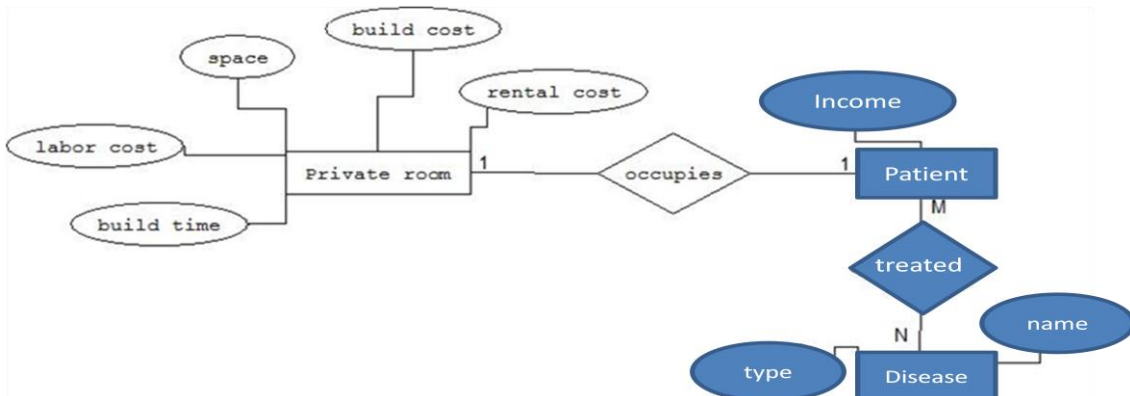 build cost
space
rental cost
Income
labor cost
Private room
1
occupies
1
Patient
build time
M
treated
N
name
type
Disease